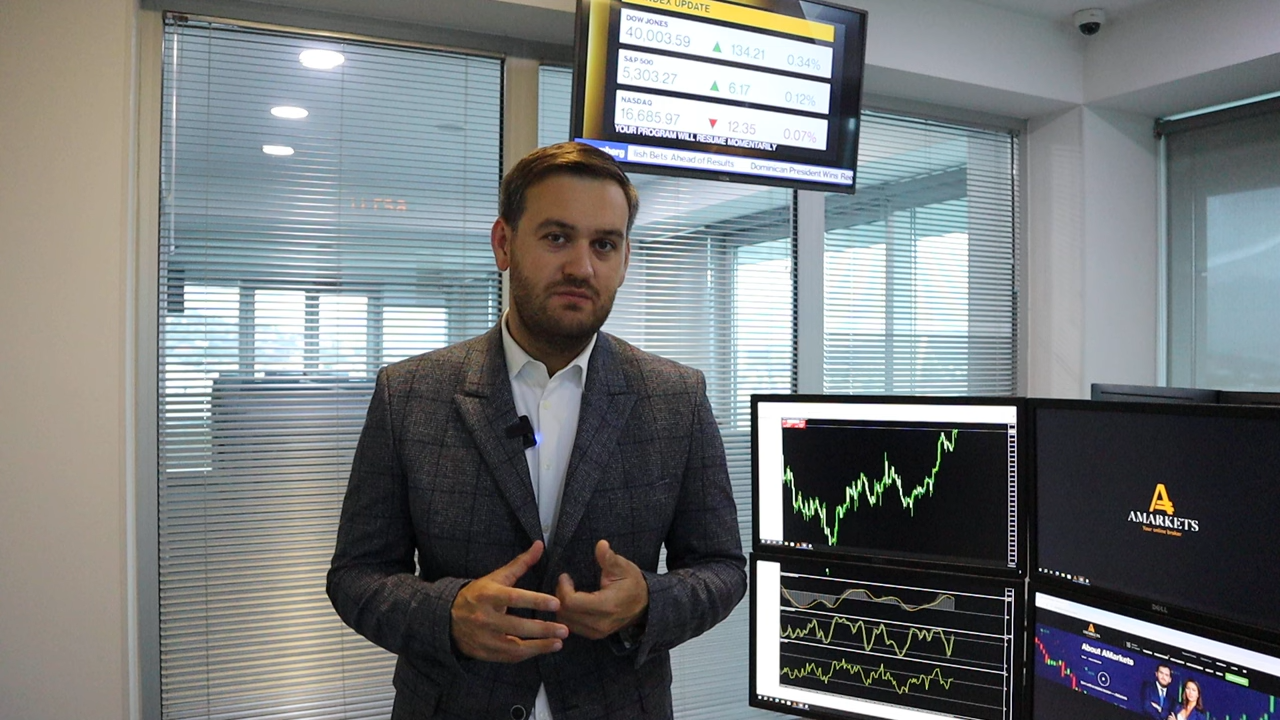 INDEX UPDATE
DOW JONES
40,003.59 ▲ 134.21 0.34%
S&P 500
5,303.27 ▲ 6.17 0.12%
NASDAQ
16,685.97 ▼ 12.35 0.07%
YOUR PROGRAM WILL RESUME MOMENTARILY
lish Bets Ahead of Results Dominican President Wins Ree
AMARKETS
Your online broker
DELL
About AMarkets